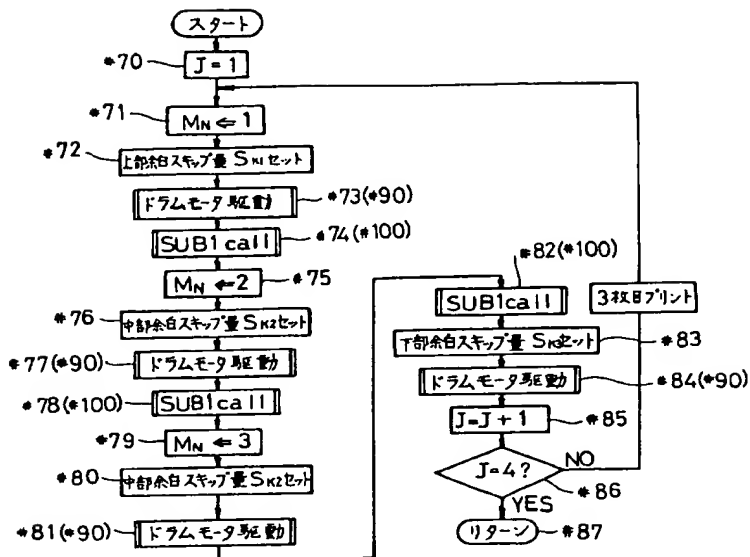 スタート
*70 J=1
*71 MN⇐1
*72 上部余白スキップ量SK1セット
ドラムモータ駆動 *73(*90)
SUB1call *74(*100)
MN⇐2 *75
*76 中部余白スキップ量SK2セット
*77(*90) ドラムモータ駆動
*78(*100) SUB1call
*79 MN⇐3
*80 中部余白スキップ量SK2セット
*81(*90) ドラムモータ駆動
*82(*100)
SUB1call
3枚目プリント
下部余白スキップ量SK3セット *83
ドラムモータ駆動 *84(*90)
J=J+1 *85
J=4? NO
*86
YES
リターン *87